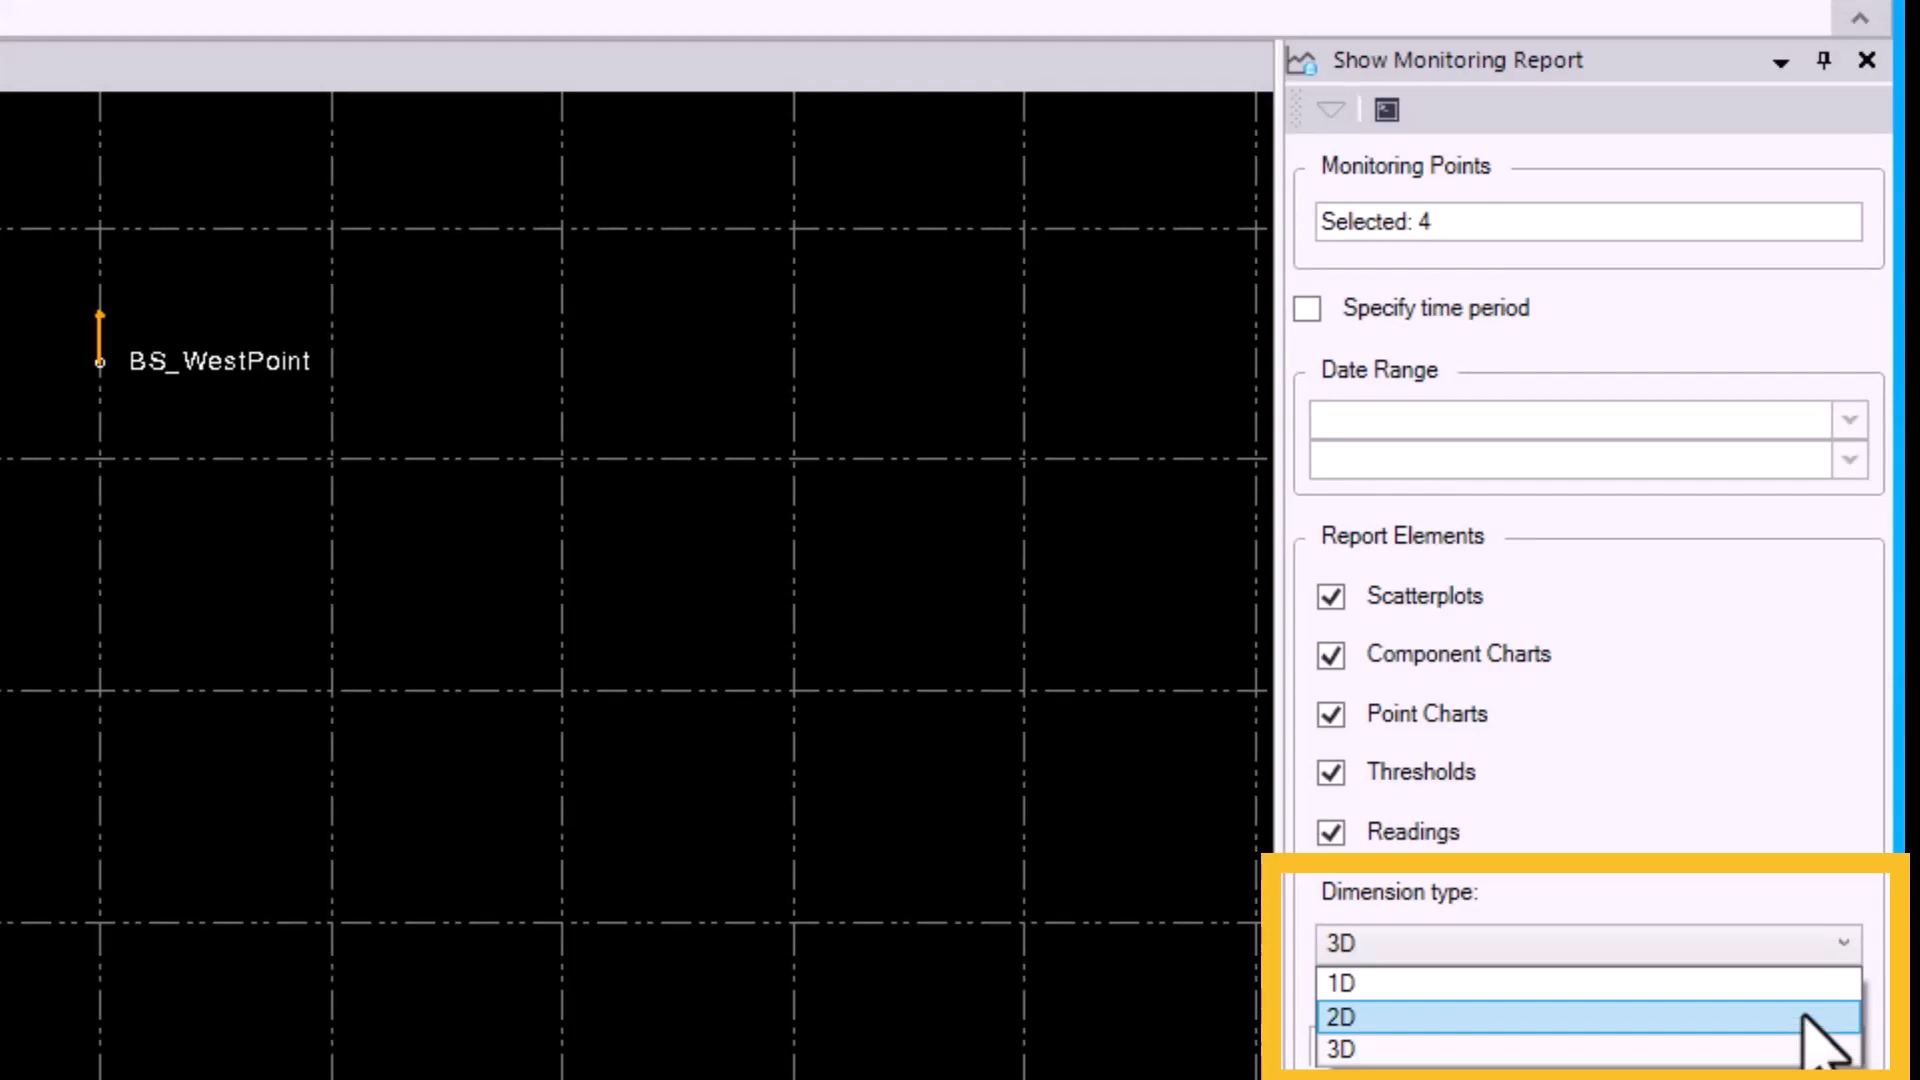 Show Monitoring Report
Monitoring Points
Selected: 4
BS_WestPoint
Specify time period
Date Range
Report Elements
Scatterplots
Component Charts
Point Charts
Thresholds
Readings
Dimension type:
3D
1D
2D
3D